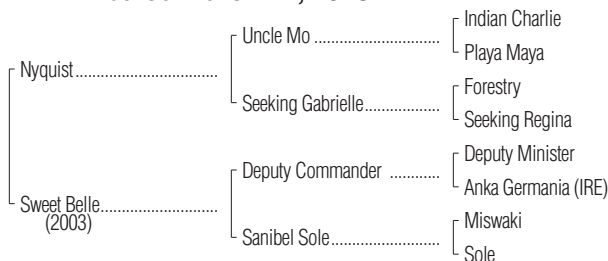 Indian Charlie
Uncle Mo
Playa Maya
Nyquist
Forestry
Seeking Gabrielle
Seeking Regina
Deputy Minister
Deputy Commander
Anka Germania (IRE)
Sweet Belle
(2003)
Miswaki
Sanibel Sole
Sole